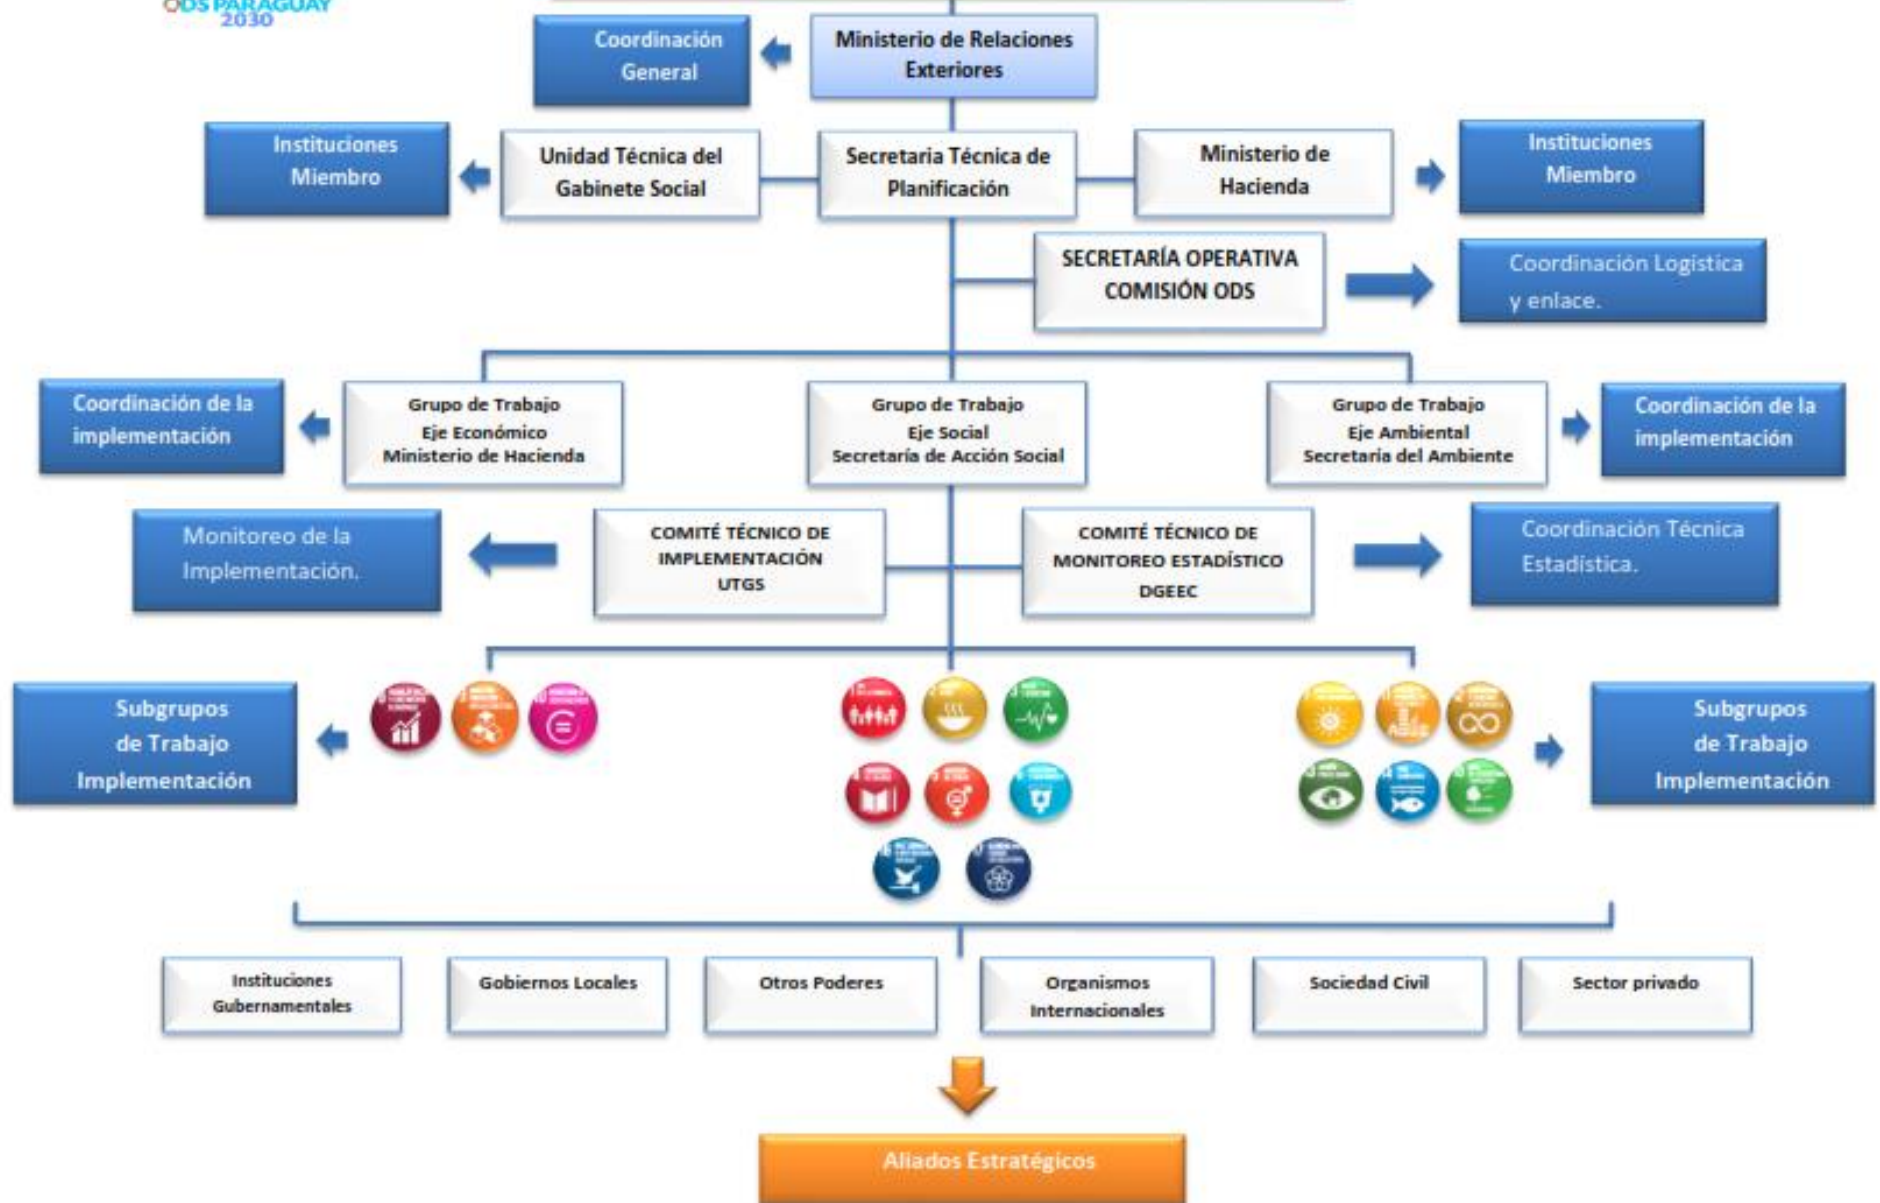 ODS PARAGUAY
2030
Coordinación
General
Ministerio de Relaciones
Exteriores
Instituciones
Miembro
Unidad Técnica del
Gabinete Social
Secretaria Técnica de
Planificación
Ministerio de
Hacienda
Instituciones
Miembro
SECRETARÍA OPERATIVA
COMISIÓN ODS
Coordinación Logistica
y enlace.
Coordinación de la
implementación
Grupo de Trabajo
Eje Económico
Ministerio de Hacienda
Grupo de Trabajo
Eje Social
Secretaría de Acción Social
Grupo de Trabajo
Eje Ambiental
Secretaria del Ambiente
Coordinación de la
implementación
Monitoreo de la
Implementación.
COMITÉ TÉCNICO DE
IMPLEMENTACIÓN
UTGS
COMITÉ TÉCNICO DE
MONITOREO ESTADÍSTICO
DGEEC
Coordinación Técnica
Estadística.
Subgrupos
de Trabajo
Implementación
Subgrupos
de Trabajo
Implementación
Instituciones
Gubernamentales
Gobiernos Locales
Otros Poderes
Organismos
Internacionales
Sociedad Civil
Sector privado
Aliados Estratégicos